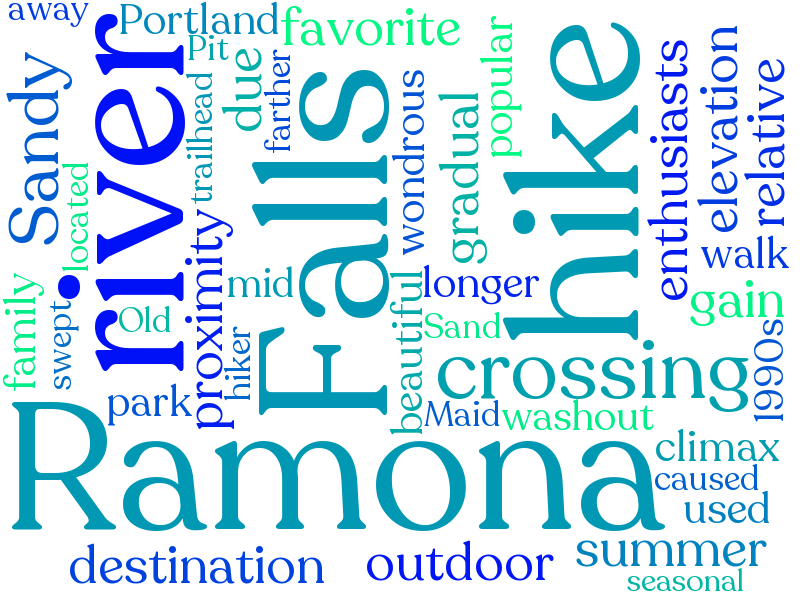 away
Portland
favorite
Pit
due
farther
popular
hike
Sandy
river
trailhead
Falls
wondrous
gradual
enthusiasts
elevation
relative
located
proximity
walk
mid
longer
gain
family
swept
Old
hiker
beautiful
Sand
crossing
1990s
park
Maid
washout
Ramona
climax
caused
used
destination
outdoor
summer
seasonal